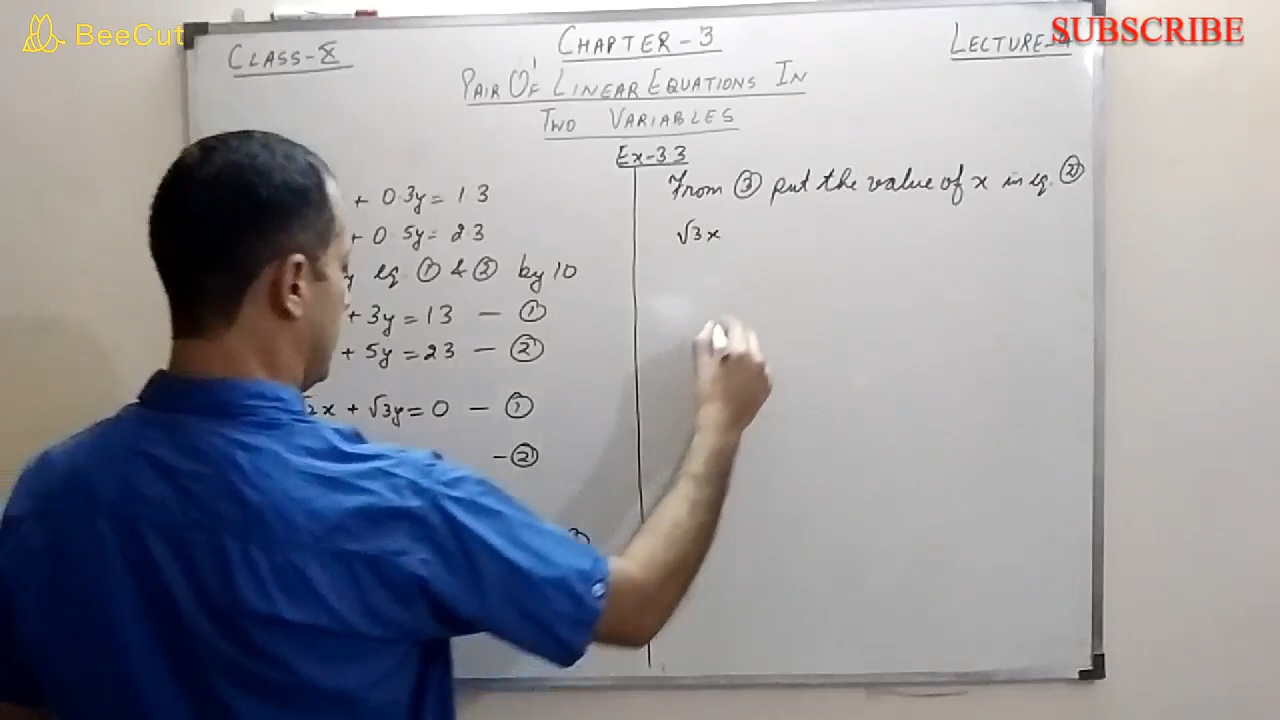 BeeCut
SUBSCRIBE
CLASS-X
CHAPTER-3
LECTURE-4
PAIR OF LINEAR EQUATIONS IN
TWO VARIABLES
Ex-3.3
+ 0.3y = 1.3
+ 0.5y = 2.3
eq. ① & ② by 10
+ 3y = 13 — ①
+ 5y = 23 — ②
√2x + √3y = 0 — ①
— ②
From ③ put the value of x in eq. ②
√3x